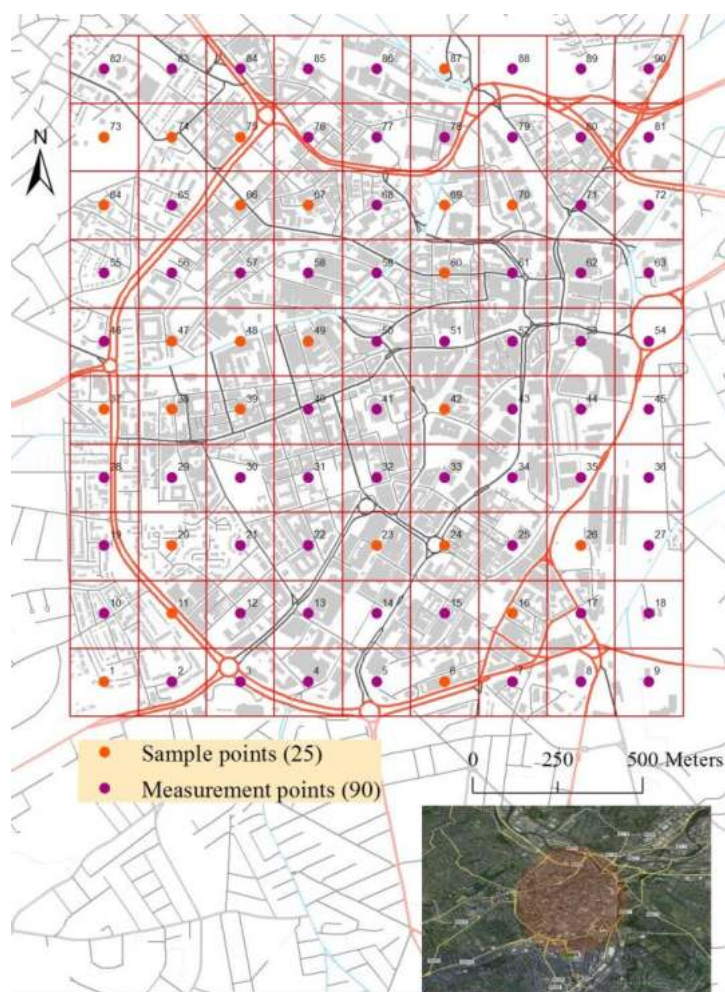 82 83 84 85 86 87 88 89 90
73 74 75 76 77 78 79 80 81
N
64 65 66 67 68 69 70 71 72
55 56 57 58 58 60 61 62 63
46 47 48 49 50 51 52 53 54
37 38 39 40 41 42 43 44 45
28 29 30 31 32 33 34 35 36
19 20 21 22 23 24 25 26 27
10 11 12 13 14 15 16 17 18
1 2 3 4 5 6 7 8 9
Sample points (25)
Measurement points (90)
0 250 500 Meters